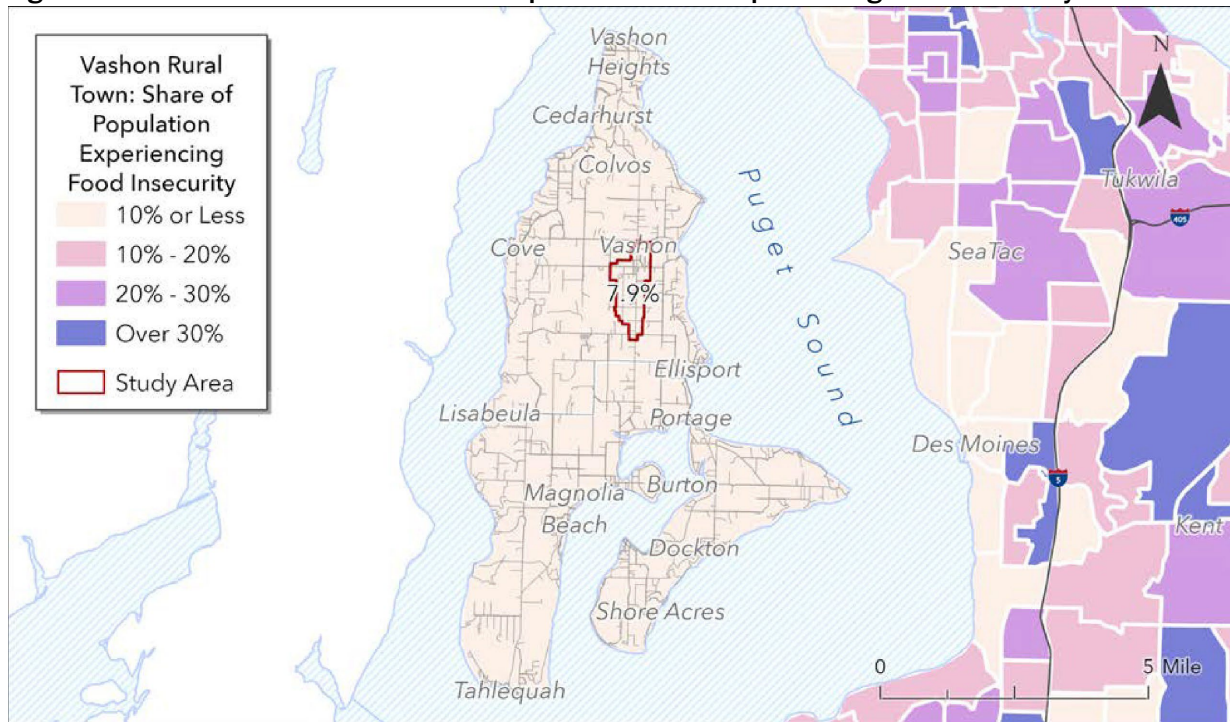 Vashon Rural
Town: Share of
Population
Experiencing
Food Insecurity
10% or Less
10% - 20%
20% - 30%
Over 30%
Study Area
Vashon
Heights
Cedarhurst
Colvos
Cove
Vashon
7.9%
Ellisport
Lisabeula
Portage
Magnolia
Beach
Burton
Dockton
Shore Acres
Tahlequah
Puget Sound
N
Tukwila
405
SeaTac
Des Moines
5
Kent
0
5 Mile